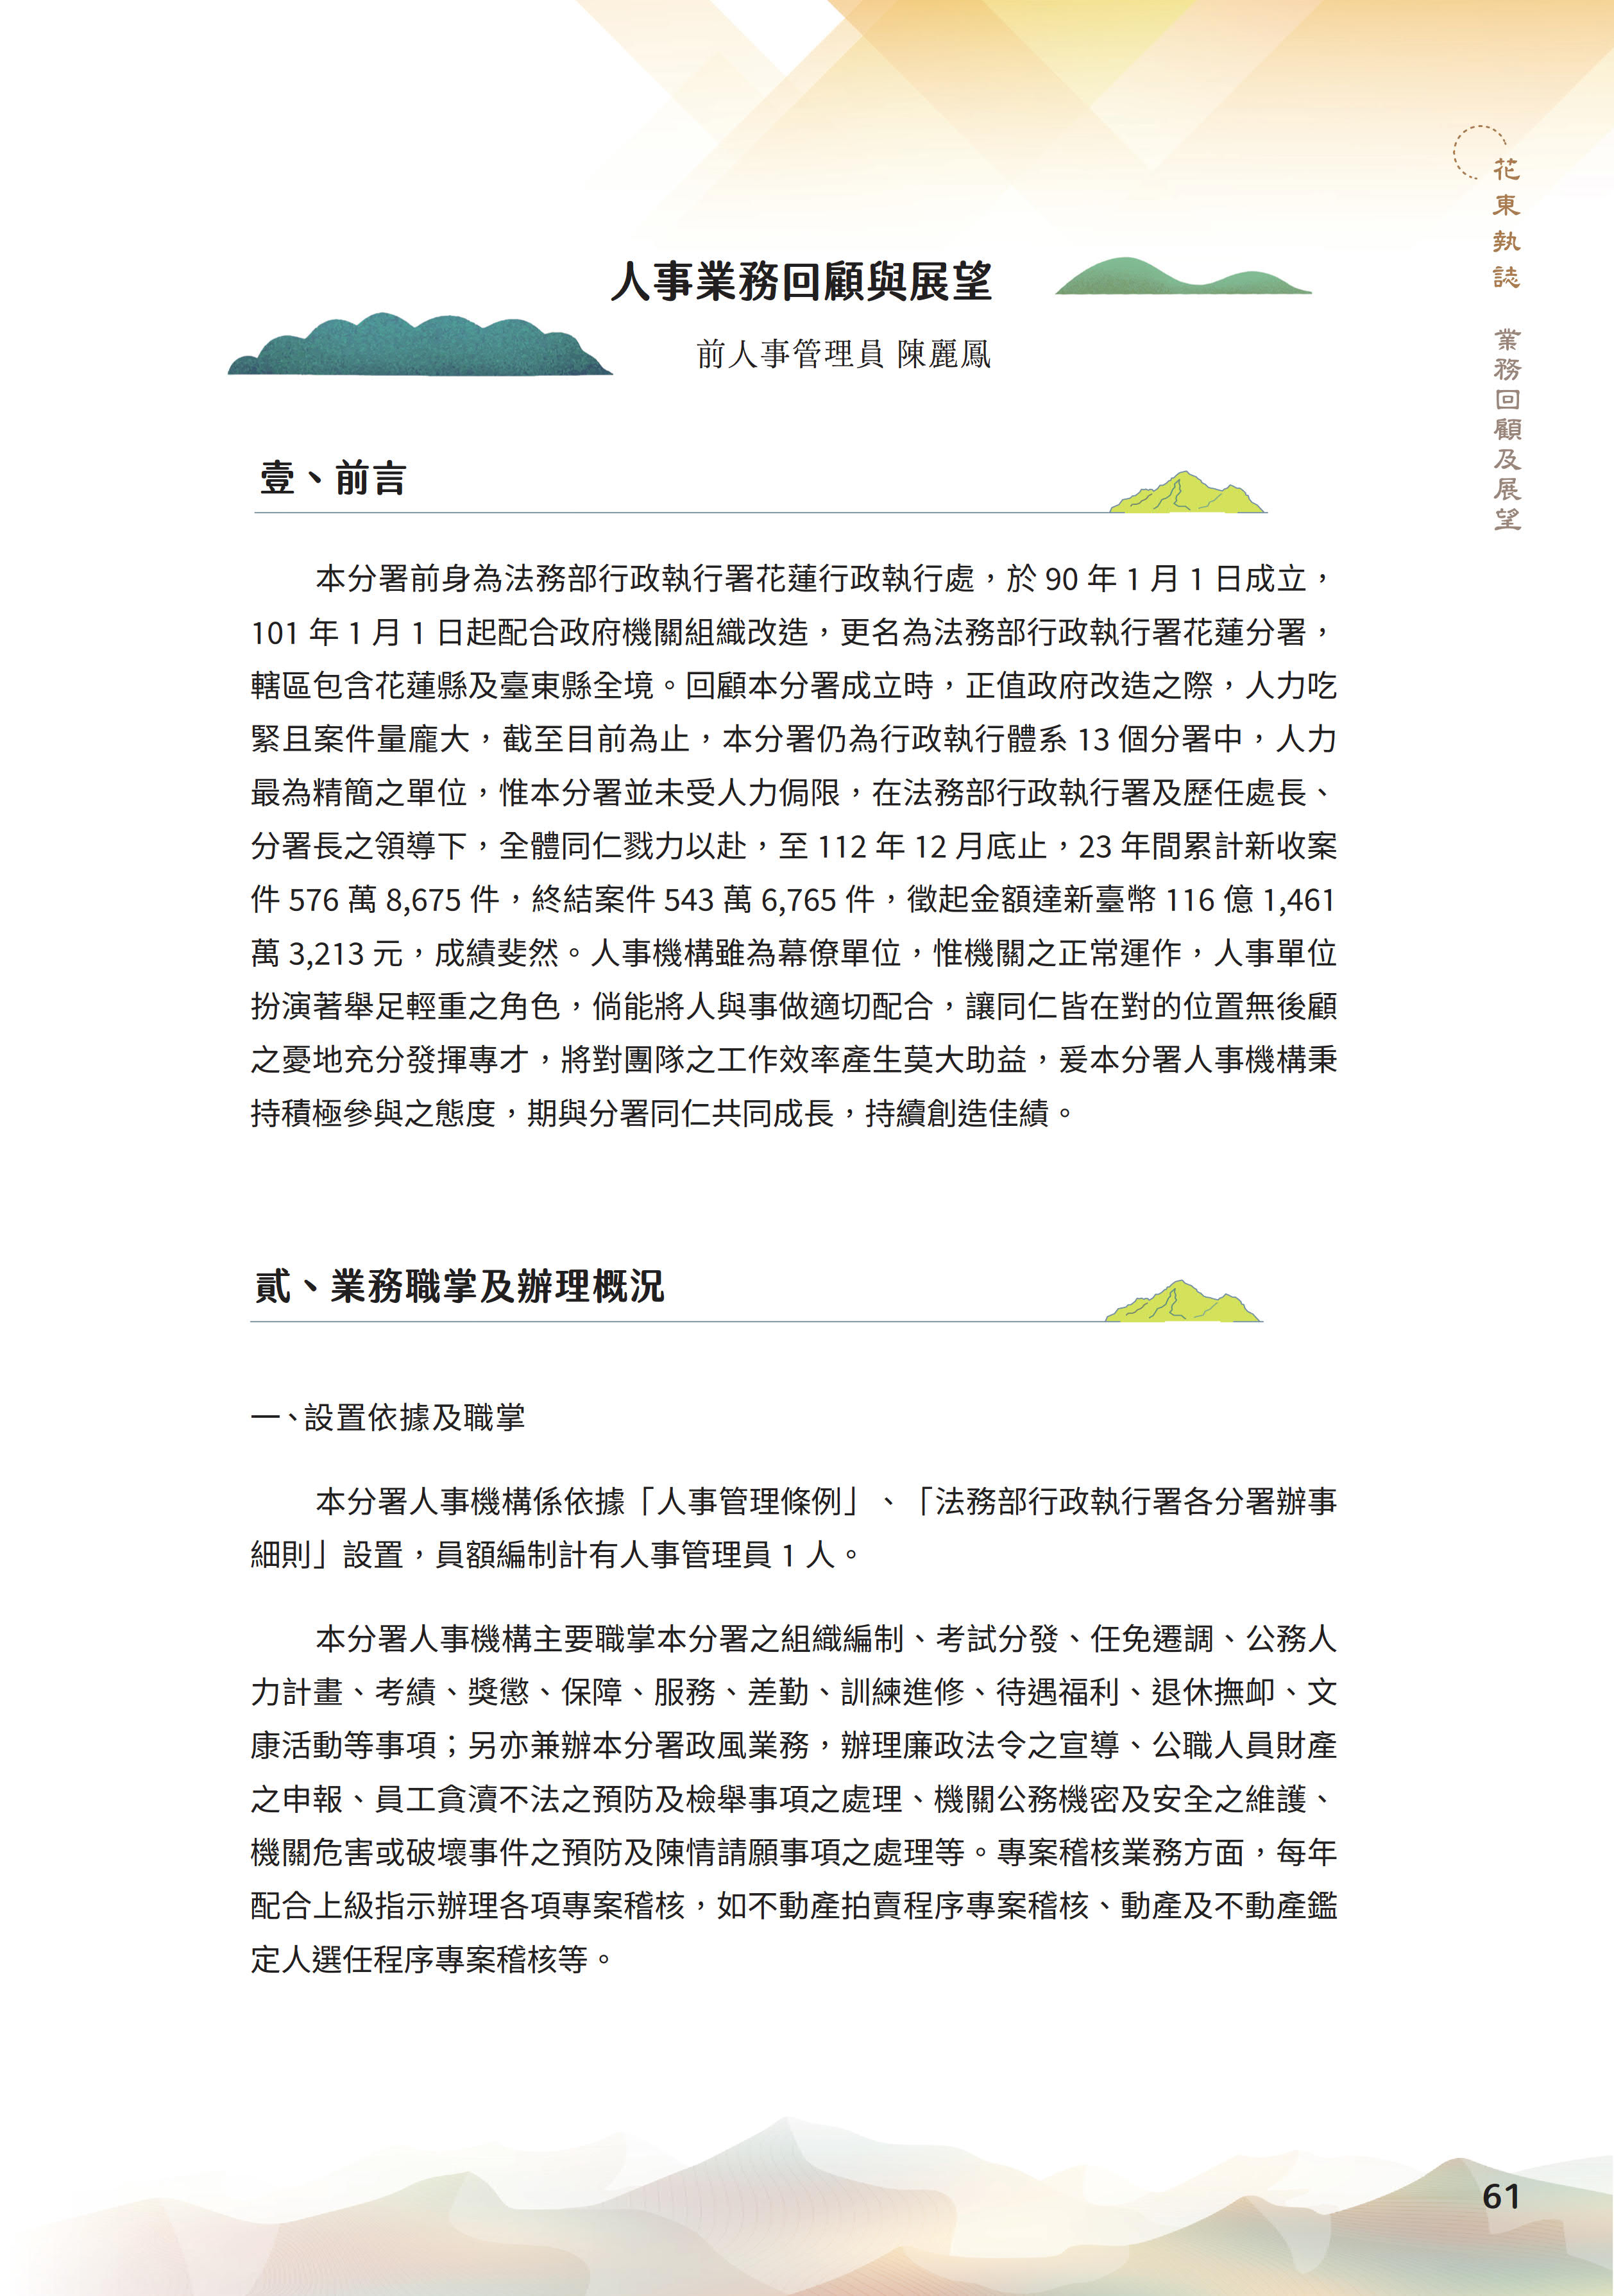 花東執誌
業務回顧及展望
人事業務回顧與展望
前人事管理員 陳麗鳳
壹、前言
本分署前身為法務部行政執行署花蓮行政執行處，於 90 年 1 月 1 日成立，
101 年 1 月 1 日起配合政府機關組織改造，更名為法務部行政執行署花蓮分署，
轄區包含花蓮縣及臺東縣全境。回顧本分署成立時，正值政府改造之際，人力吃
緊且案件量龐大，截至目前為止，本分署仍為行政執行體系 13 個分署中，人力
最為精簡之單位，惟本分署並未受人力侷限，在法務部行政執行署及歷任處長、
分署長之領導下，全體同仁戮力以赴，至 112 年 12 月底止，23 年間累計新收案
件 576 萬 8,675 件，終結案件 543 萬 6,765 件，徵起金額達新臺幣 116 億 1,461
萬 3,213 元，成績斐然。人事機構雖為幕僚單位，惟機關之正常運作，人事單位
扮演著舉足輕重之角色，倘能將人與事做適切配合，讓同仁皆在對的位置無後顧
之憂地充分發揮專才，將對團隊之工作效率產生莫大助益，爰本分署人事機構秉
持積極參與之態度，期與分署同仁共同成長，持續創造佳績。
貳、業務職掌及辦理概況
一、設置依據及職掌
本分署人事機構係依據「人事管理條例」、「法務部行政執行署各分署辦事
細則」設置，員額編制計有人事管理員 1 人。
本分署人事機構主要職掌本分署之組織編制、考試分發、任免遷調、公務人
力計畫、考績、獎懲、保障、服務、差勤、訓練進修、待遇福利、退休撫卹、文
康活動等事項；另亦兼辦本分署政風業務，辦理廉政法令之宣導、公職人員財產
之申報、員工貪瀆不法之預防及檢舉事項之處理、機關公務機密及安全之維護、
機關危害或破壞事件之預防及陳情請願事項之處理等。專案稽核業務方面，每年
配合上級指示辦理各項專案稽核，如不動產拍賣程序專案稽核、動產及不動產鑑
定人選任程序專案稽核等。
61